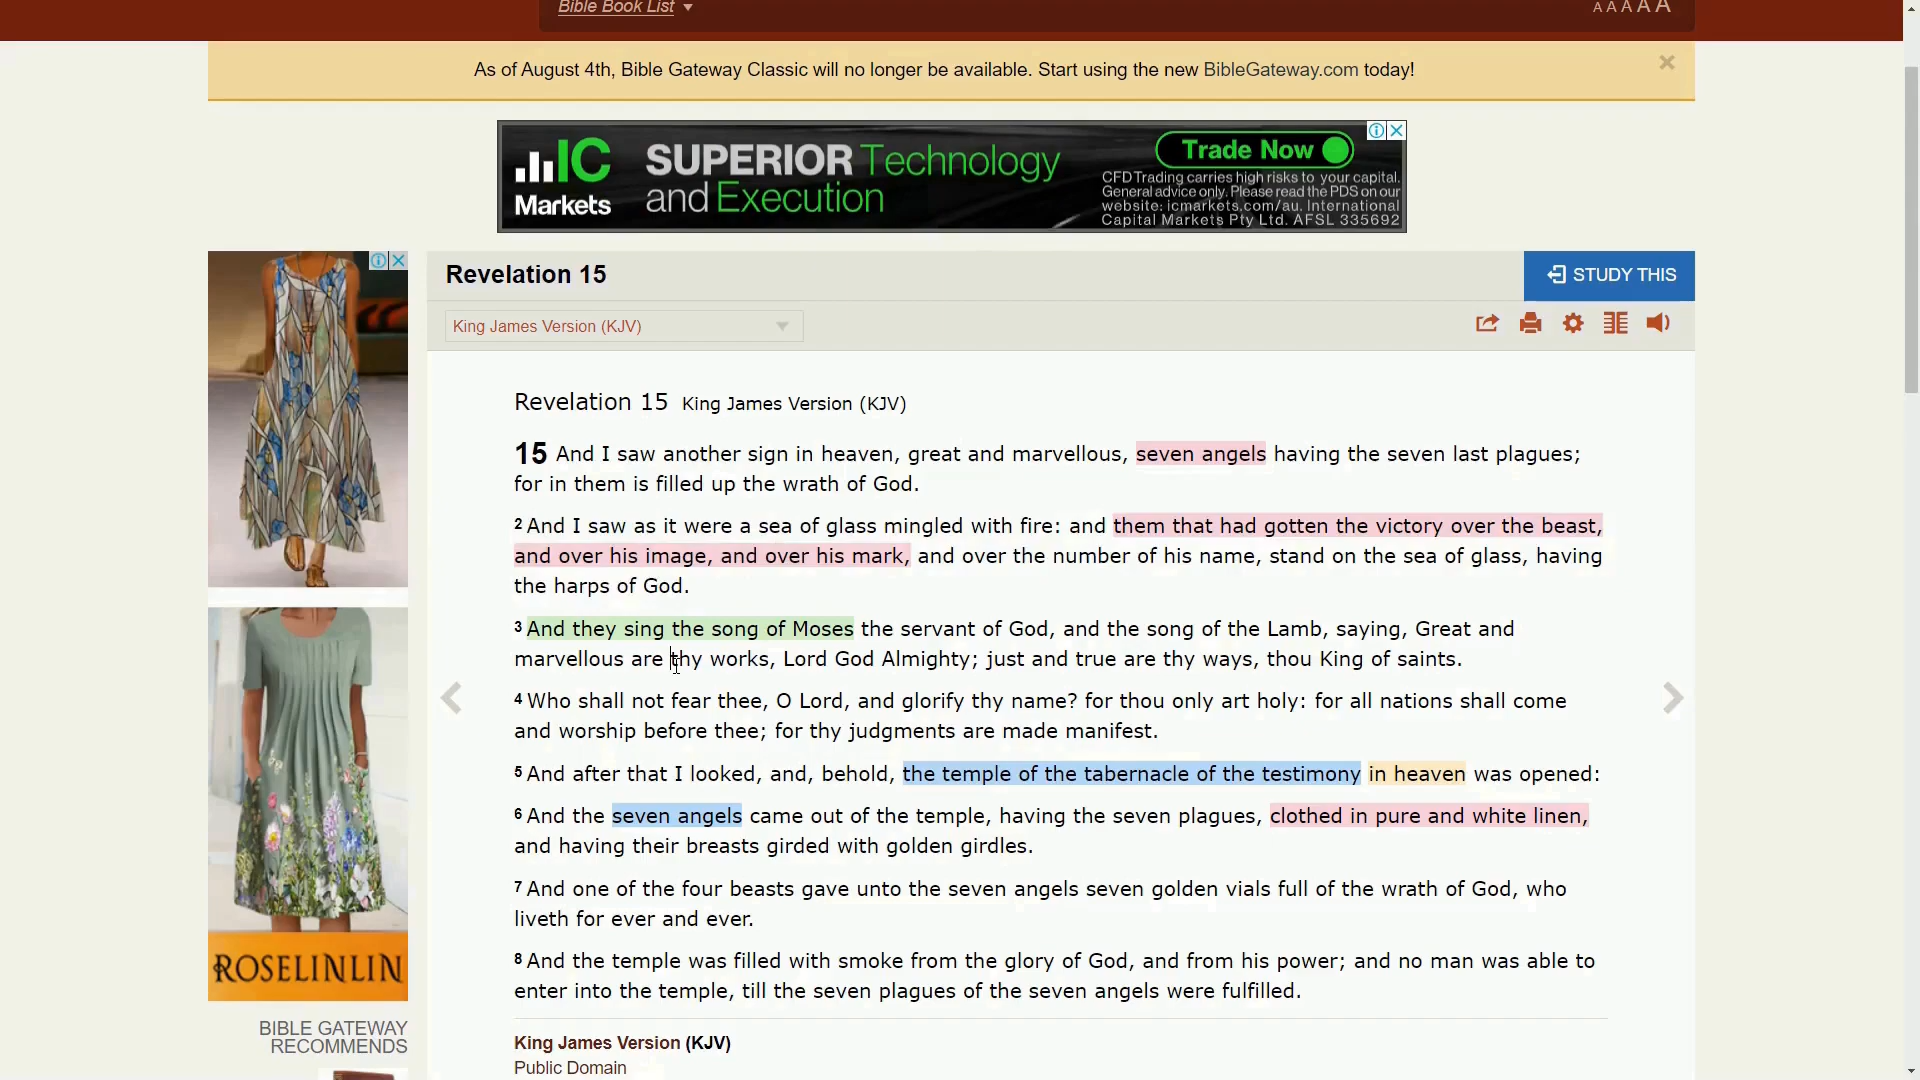 Bible Book List
A A A A A
As of August 4th, Bible Gateway Classic will no longer be available. Start using the new BibleGateway.com today!
IC Markets
SUPERIOR Technology
and Execution
Trade Now
CFD Trading carries high risks to your capital.
General advice only. Please read the PDS on our
website: icmarkets.com/au. International
Capital Markets Pty Ltd. AFSL 335692
Revelation 15
STUDY THIS
King James Version (KJV)
Revelation 15 King James Version (KJV)
15 And I saw another sign in heaven, great and marvellous, seven angels having the seven last plagues;
for in them is filled up the wrath of God.
2 And I saw as it were a sea of glass mingled with fire: and them that had gotten the victory over the beast,
and over his image, and over his mark, and over the number of his name, stand on the sea of glass, having
the harps of God.
3 And they sing the song of Moses the servant of God, and the song of the Lamb, saying, Great and
marvellous are thy works, Lord God Almighty; just and true are thy ways, thou King of saints.
4 Who shall not fear thee, O Lord, and glorify thy name? for thou only art holy: for all nations shall come
and worship before thee; for thy judgments are made manifest.
5 And after that I looked, and, behold, the temple of the tabernacle of the testimony in heaven was opened:
6 And the seven angels came out of the temple, having the seven plagues, clothed in pure and white linen,
and having their breasts girded with golden girdles.
7 And one of the four beasts gave unto the seven angels seven golden vials full of the wrath of God, who
liveth for ever and ever.
8 And the temple was filled with smoke from the glory of God, and from his power; and no man was able to
enter into the temple, till the seven plagues of the seven angels were fulfilled.
King James Version (KJV)
Public Domain
ROSELINLIN
BIBLE GATEWAY
RECOMMENDS